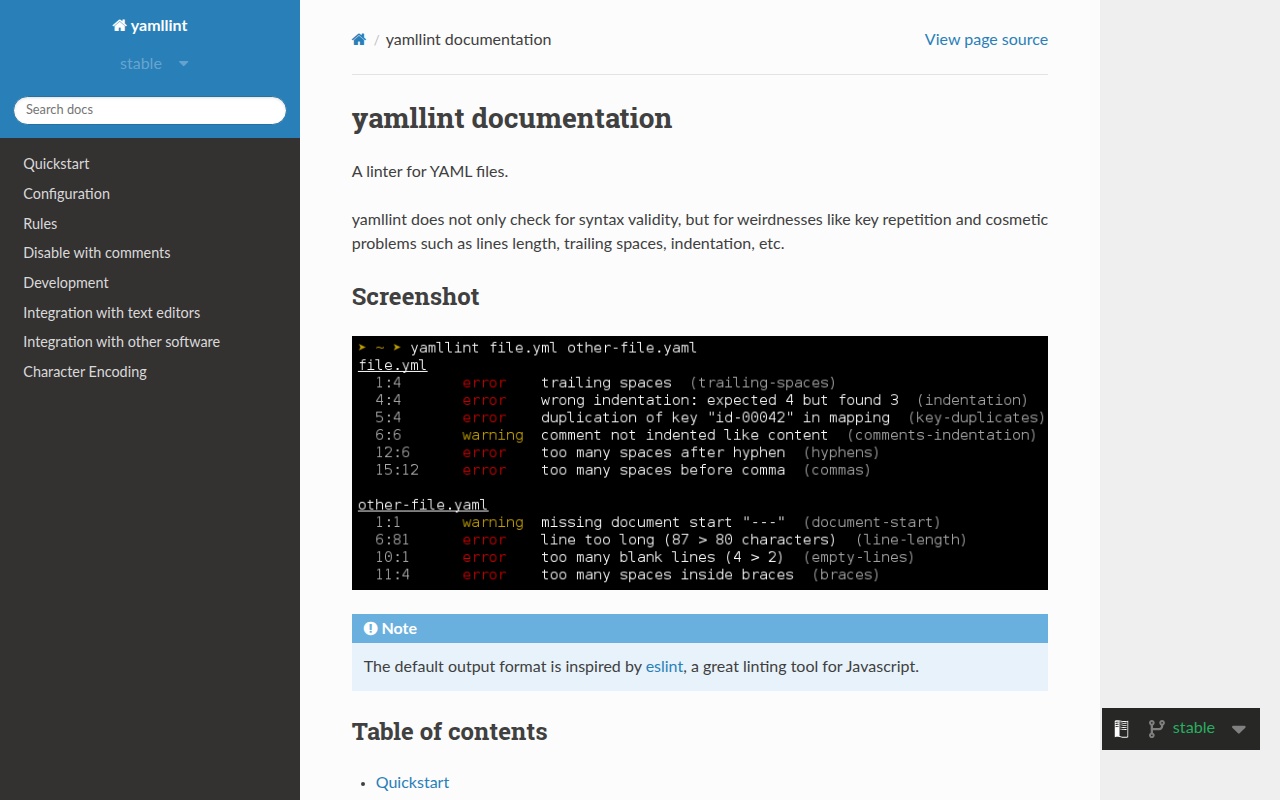 yamllint
stable
Search docs
Quickstart
Configuration
Rules
Disable with comments
Development
Integration with text editors
Integration with other software
Character Encoding
/ yamllint documentation
View page source
yamllint documentation
A linter for YAML files.
yamllint does not only check for syntax validity, but for weirdnesses like key repetition and cosmetic
problems such as lines length, trailing spaces, indentation, etc.
Screenshot
➤ ~ ➤ yamllint file.yml other-file.yaml
file.yml
1:4 error trailing spaces (trailing-spaces)
4:4 error wrong indentation: expected 4 but found 3 (indentation)
5:4 error duplication of key "id-00042" in mapping (key-duplicates)
6:6 warning comment not indented like content (comments-indentation)
12:6 error too many spaces after hyphen (hyphens)
15:12 error too many spaces before comma (commas)
other-file.yaml
1:1 warning missing document start "---" (document-start)
6:81 error line too long (87 > 80 characters) (line-length)
10:1 error too many blank lines (4 > 2) (empty-lines)
11:4 error too many spaces inside braces (braces)
Note
The default output format is inspired by eslint, a great linting tool for Javascript.
Table of contents
• Quickstart
stable